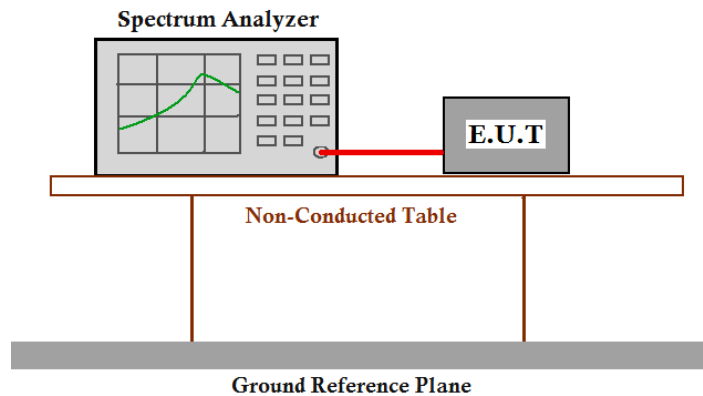 Spectrum Analyzer
E.U.T
Non-Conducted Table
Ground Reference Plane